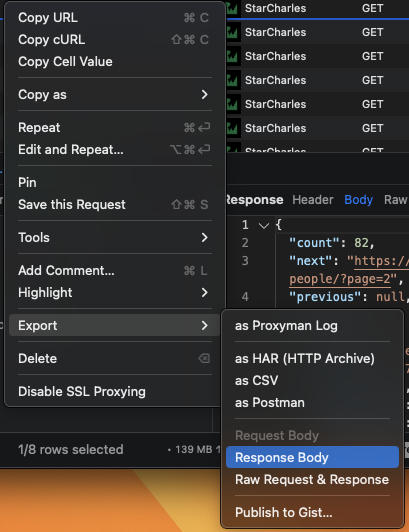 Copy URL ⌘ C
Copy cURL ⇧⌘ C
Copy Cell Value
Copy as
Repeat ⌘↩
Edit and Repeat... ⌥⌘↩
Pin
Save this Request ⇧⌘ S
Tools
Add Comment... ⌘ L
Highlight
Export
Delete ⌫
Disable SSL Proxying
1/8 rows selected
• 139 MB
StarCharles GET
StarCharles GET
StarCharles GET
StarCharles GET
StarCharles GET
StarCharles GET
StarCharles GET
Response Header Body Raw
1 {
2 "count": 82,
3 "next": "https://
people/?page=2",
4 "previous": null,
as Proxyman Log
as HAR (HTTP Archive)
as CSV
as Postman
Request Body
Response Body
Raw Request & Response
Publish to Gist...